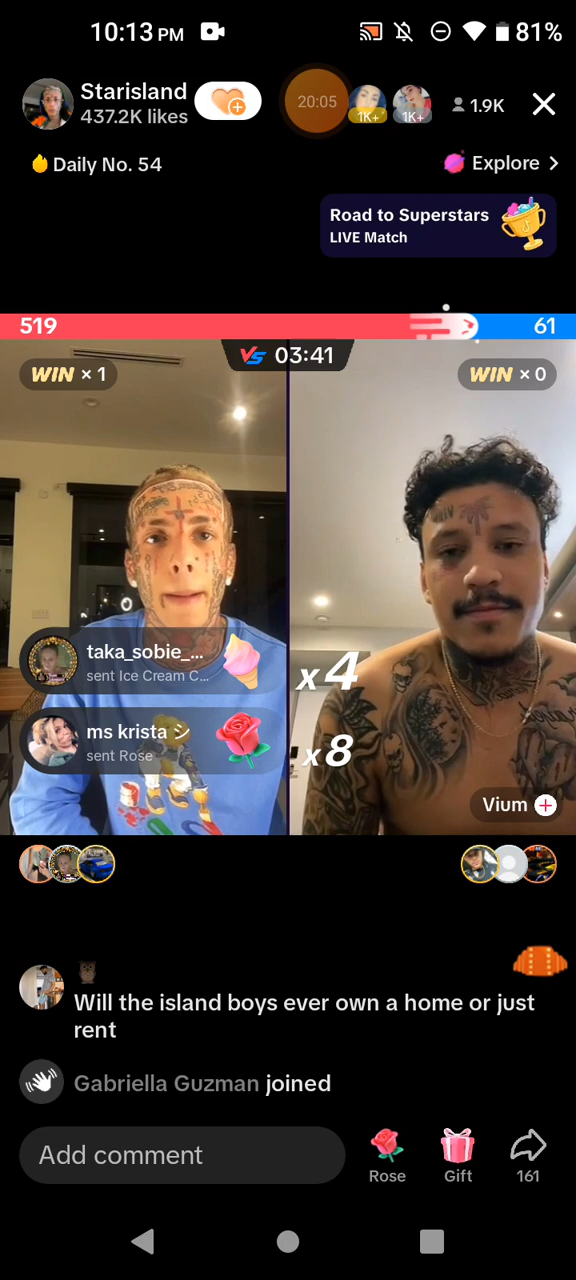 10:13 PM
81%
Starisland
437.2K likes
20:05
1K+
1K+
1.9K
Daily No. 54
Explore
Road to Superstars
LIVE Match
519
61
VS 03:41
WIN × 1
WIN × 0
taka_sobie_...
sent Ice Cream C...
x4
ms krista シ
sent Rose
x8
Vium
Will the island boys ever own a home or just
rent
Gabriella Guzman joined
Add comment
Rose
Gift
161